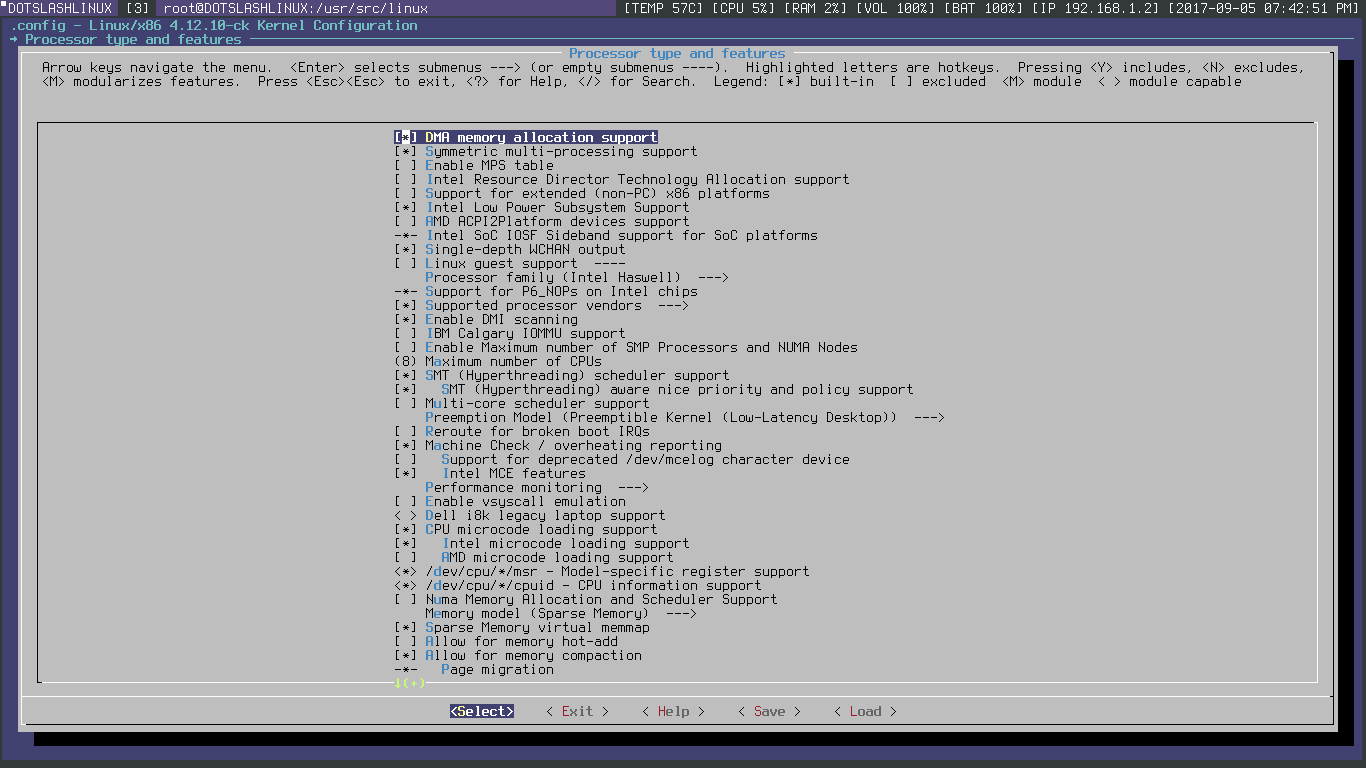 DOTSLASHLINUX [3] root@DOTSLASHLINUX:/usr/src/linux [TEMP 57C] [CPU 5%] [RAM 2%] [VOL 100%] [BAT 100%] [IP 192.168.1.2] [2017-09-05 07:42:51 PM]
.config - Linux/x86 4.12.10-ck Kernel Configuration
→ Processor type and features
Processor type and features
Arrow keys navigate the menu.  <Enter> selects submenus ---> (or empty submenus ----).  Highlighted letters are hotkeys.  Pressing <Y> includes, <N> excludes,
<M> modularizes features.  Press <Esc><Esc> to exit, <?> for Help, </> for Search.  Legend: [*] built-in  [ ] excluded  <M> module  < > module capable
[*] DMA memory allocation support
[*] Symmetric multi-processing support
[ ] Enable MPS table
[ ] Intel Resource Director Technology Allocation support
[ ] Support for extended (non-PC) x86 platforms
[*] Intel Low Power Subsystem Support
[ ] AMD ACPI2Platform devices support
-*- Intel SoC IOSF Sideband support for SoC platforms
[*] Single-depth WCHAN output
[ ] Linux guest support  ----
Processor family (Intel Haswell)  --->
-*- Support for P6_NOPs on Intel chips
[*] Supported processor vendors  --->
[*] Enable DMI scanning
[ ] IBM Calgary IOMMU support
[ ] Enable Maximum number of SMP Processors and NUMA Nodes
(8) Maximum number of CPUs
[*] SMT (Hyperthreading) scheduler support
[*]   SMT (Hyperthreading) aware nice priority and policy support
[ ] Multi-core scheduler support
Preemption Model (Preemptible Kernel (Low-Latency Desktop))  --->
[ ] Reroute for broken boot IRQs
[*] Machine Check / overheating reporting
[ ]   Support for deprecated /dev/mcelog character device
[*]   Intel MCE features
Performance monitoring  --->
[ ] Enable vsyscall emulation
< > Dell i8k legacy laptop support
[*] CPU microcode loading support
[*]   Intel microcode loading support
[ ]   AMD microcode loading support
<*> /dev/cpu/*/msr - Model-specific register support
<*> /dev/cpu/*/cpuid - CPU information support
[ ] Numa Memory Allocation and Scheduler Support
Memory model (Sparse Memory)  --->
[*] Sparse Memory virtual memmap
[ ] Allow for memory hot-add
[*] Allow for memory compaction
-*-   Page migration
↓(+)
<Select>    < Exit >    < Help >    < Save >    < Load >